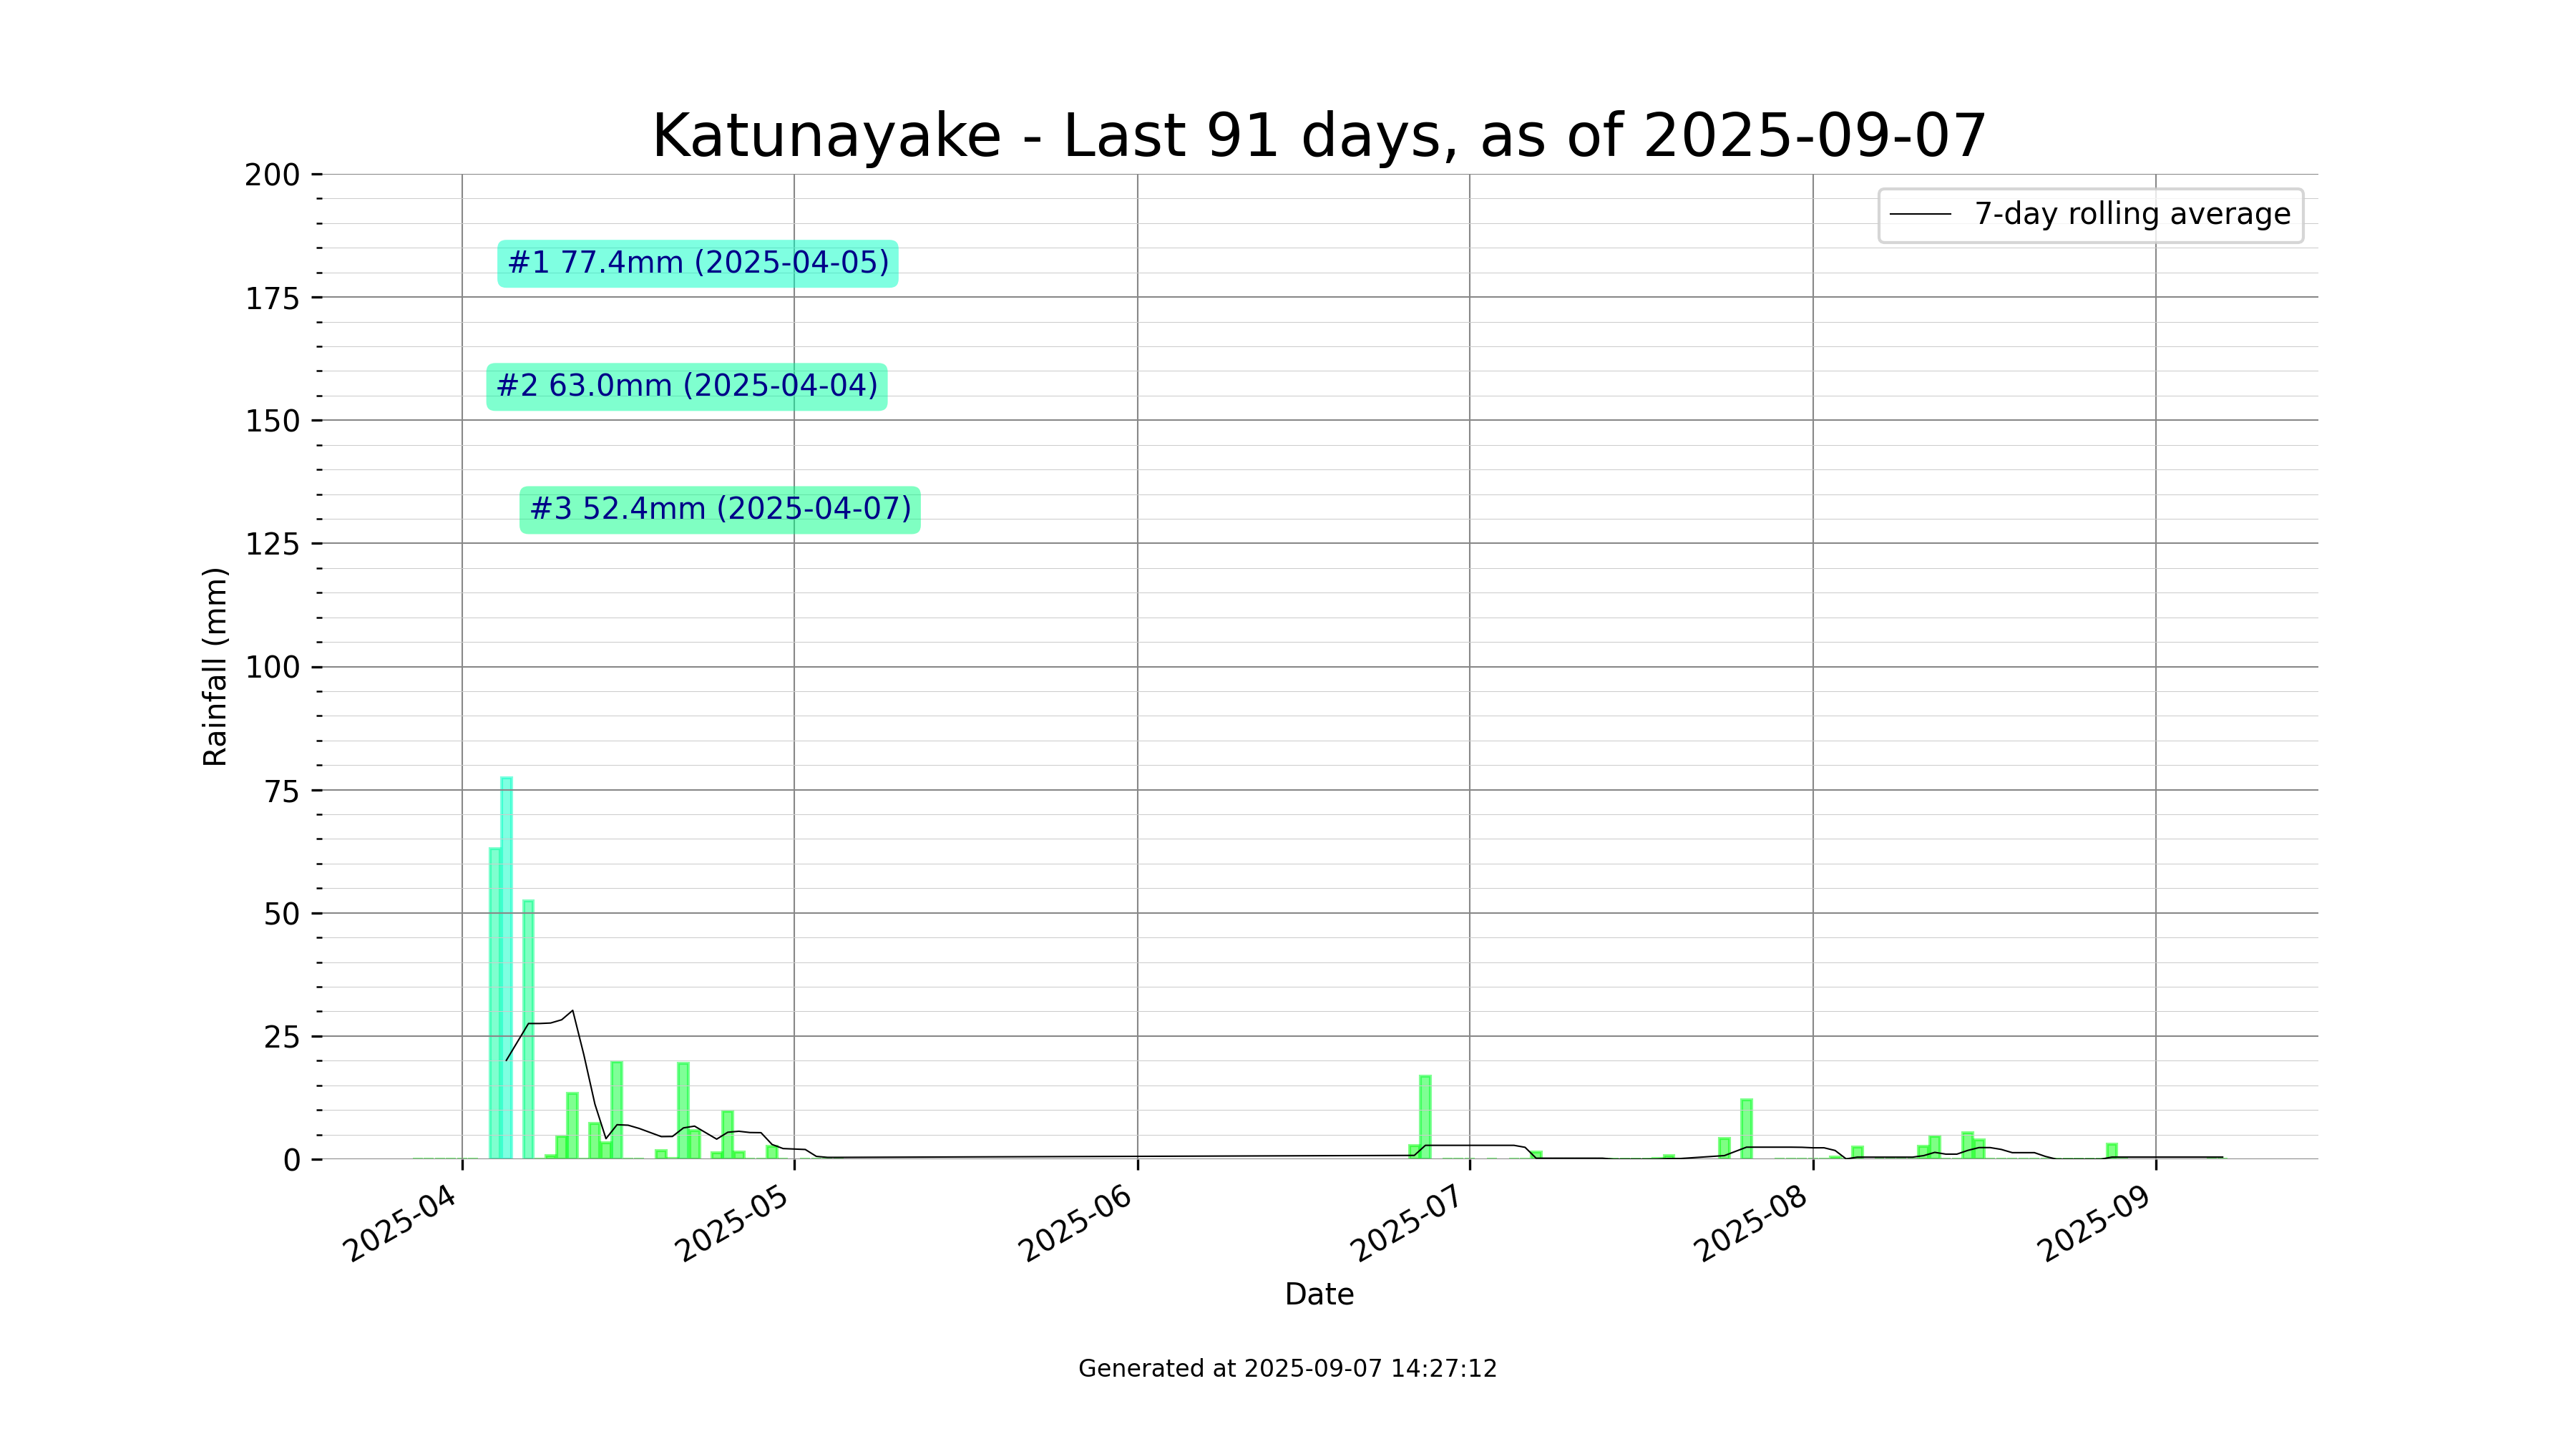 Katunayake - Last 91 days, as of 2025-09-07
200
175
150
125
100
75
50
25
0
Rainfall (mm)
7-day rolling average
#1 77.4mm (2025-04-05)
#2 63.0mm (2025-04-04)
#3 52.4mm (2025-04-07)
2025-04
2025-05
2025-06
2025-07
2025-08
2025-09
Date
Generated at 2025-09-07 14:27:12